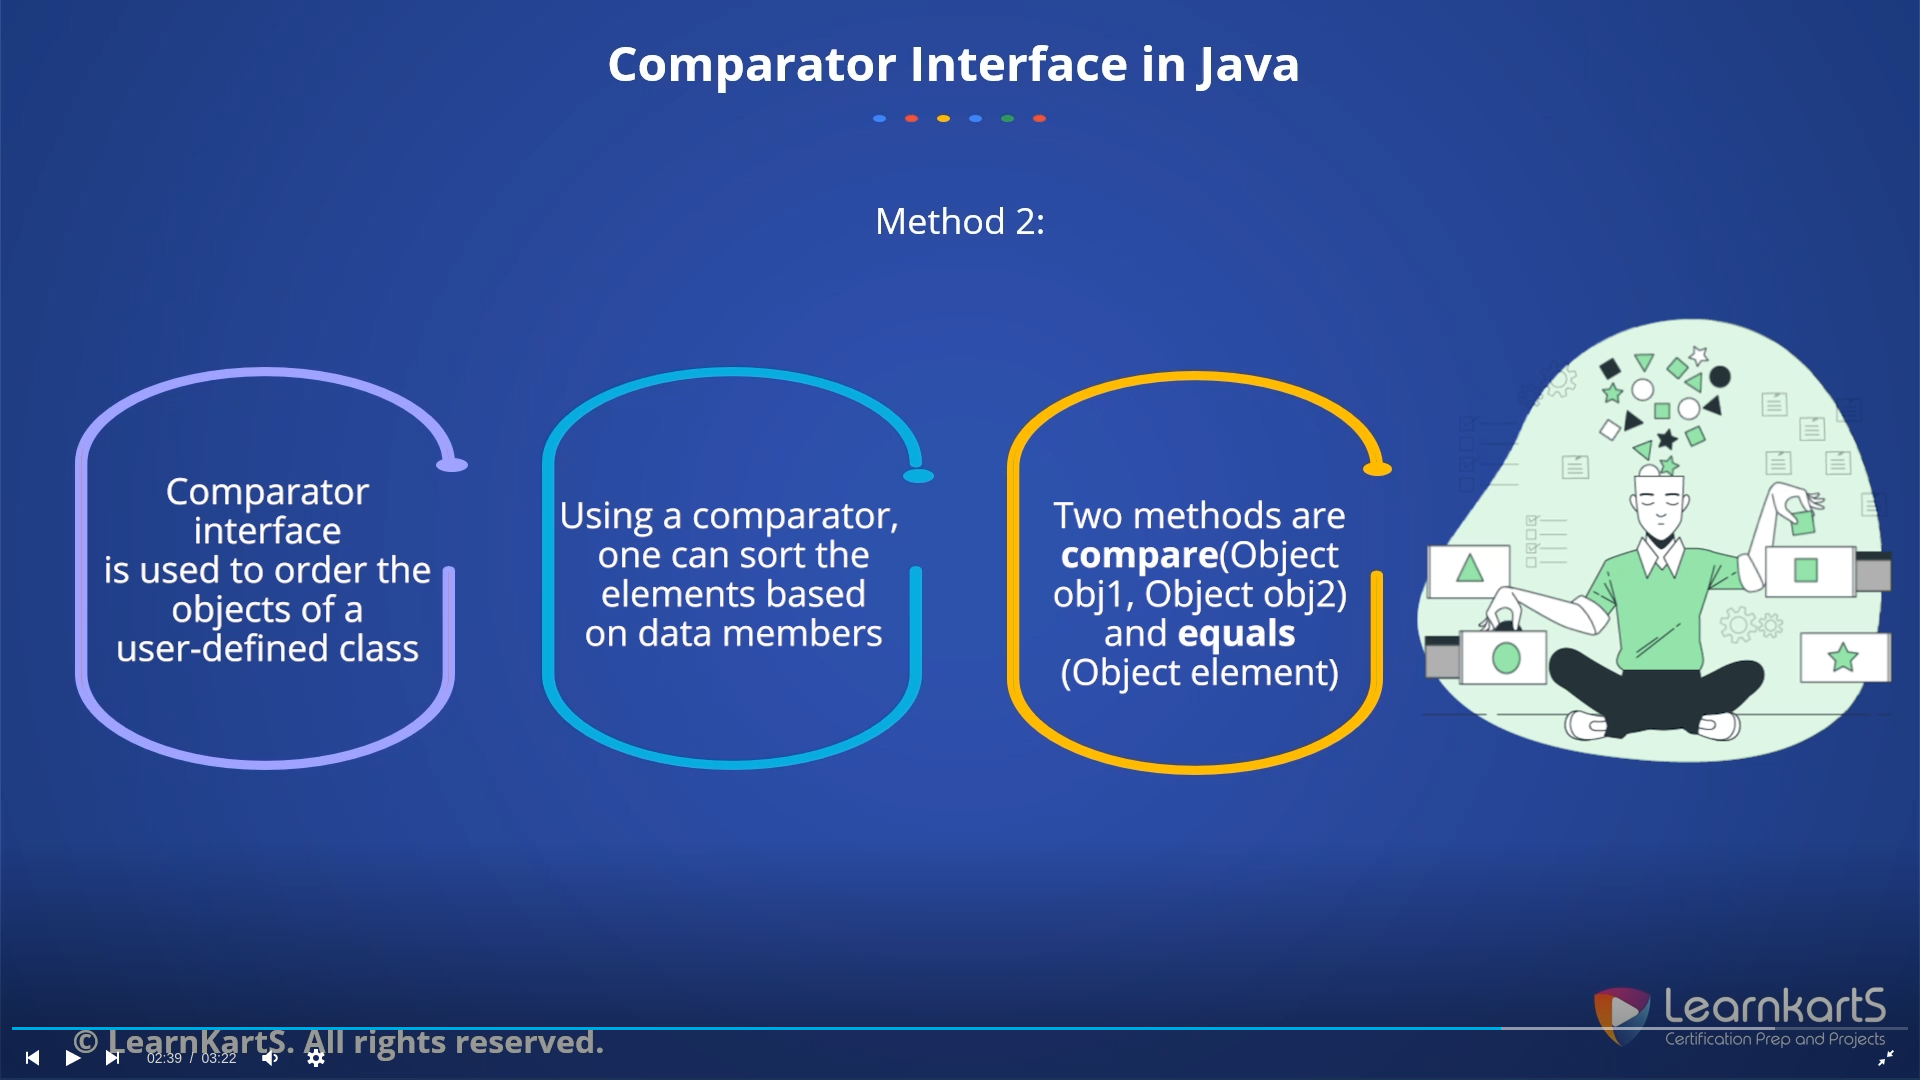 Comparator Interface in Java
Method 2:
Comparator
interface
is used to order the
objects of a
user-defined class
Using a comparator,
one can sort the
elements based
on data members
Two methods are
compare(Object
obj1, Object obj2)
and equals
(Object element)
LearnkartS
Certification Prep and Projects
© LearnKartS. All rights reserved.
02:39 / 03:22